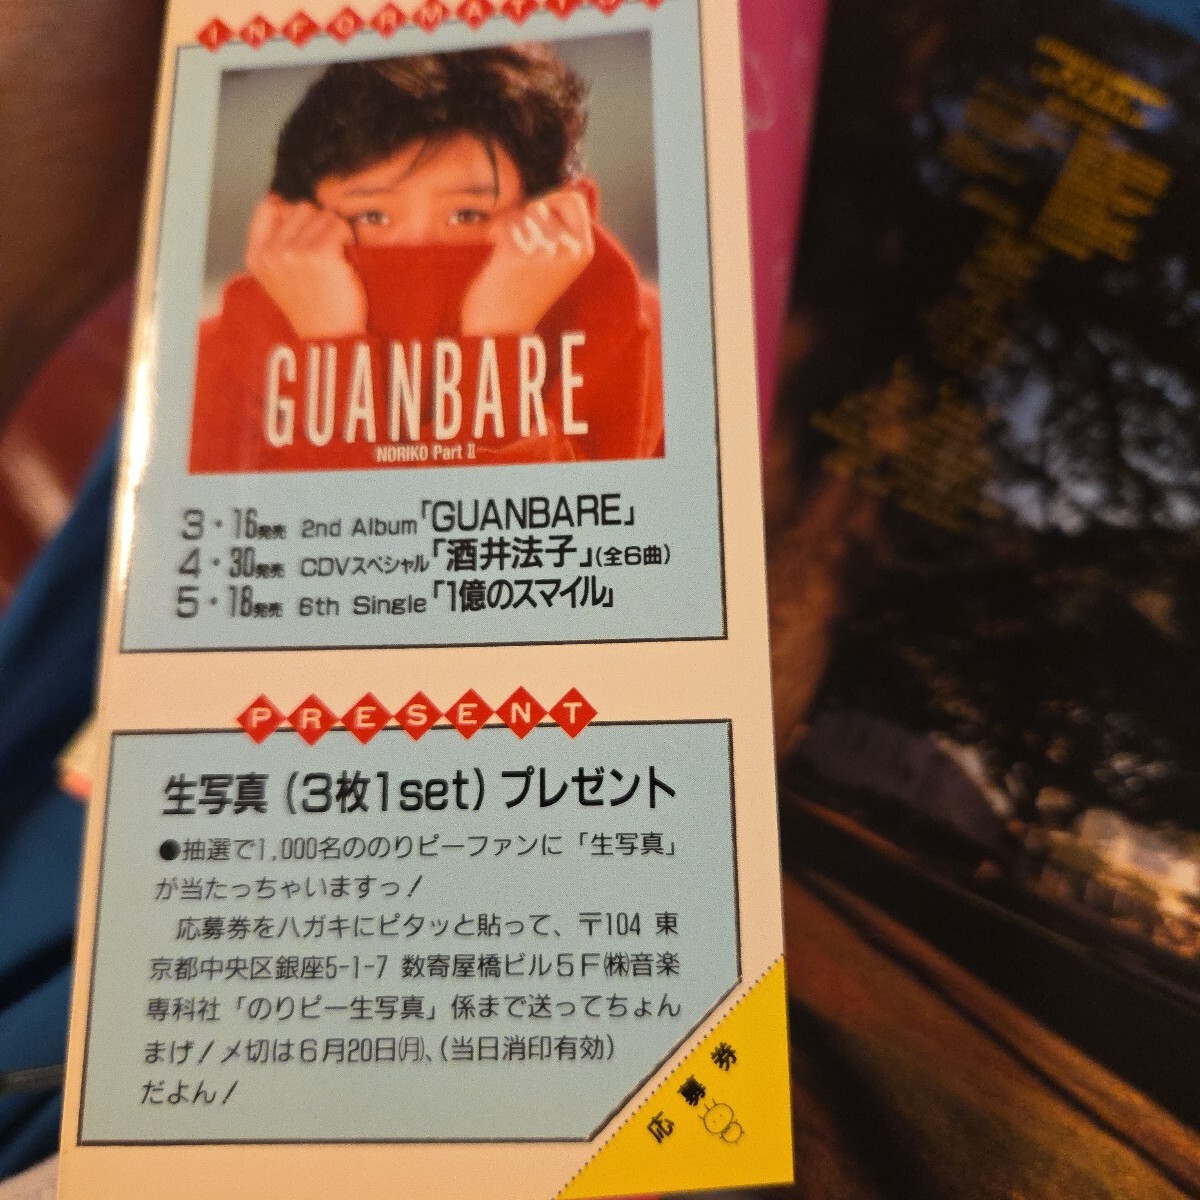 INFORMATION
GUANBARE
NORIKO Part II
3・16発売 2nd Album「GUANBARE」
4・30発売 CDVスペシャル「酒井法子」(全6曲)
5・18発売 6th Single「1億のスマイル」
PRESENT
生写真(3枚1set)プレゼント
●抽選で1,000名ののりピーファンに「生写真」
が当たっちゃいますっ!
応募券をハガキにピタッと貼って、〒104 東
京都中央区銀座5-1-7 数寄屋橋ビル5F㈱音楽
専科社「のりピー生写真」係まで送ってちょん
まげ!〆切は6月20日㈪、(当日消印有効)
だよん!
応募券